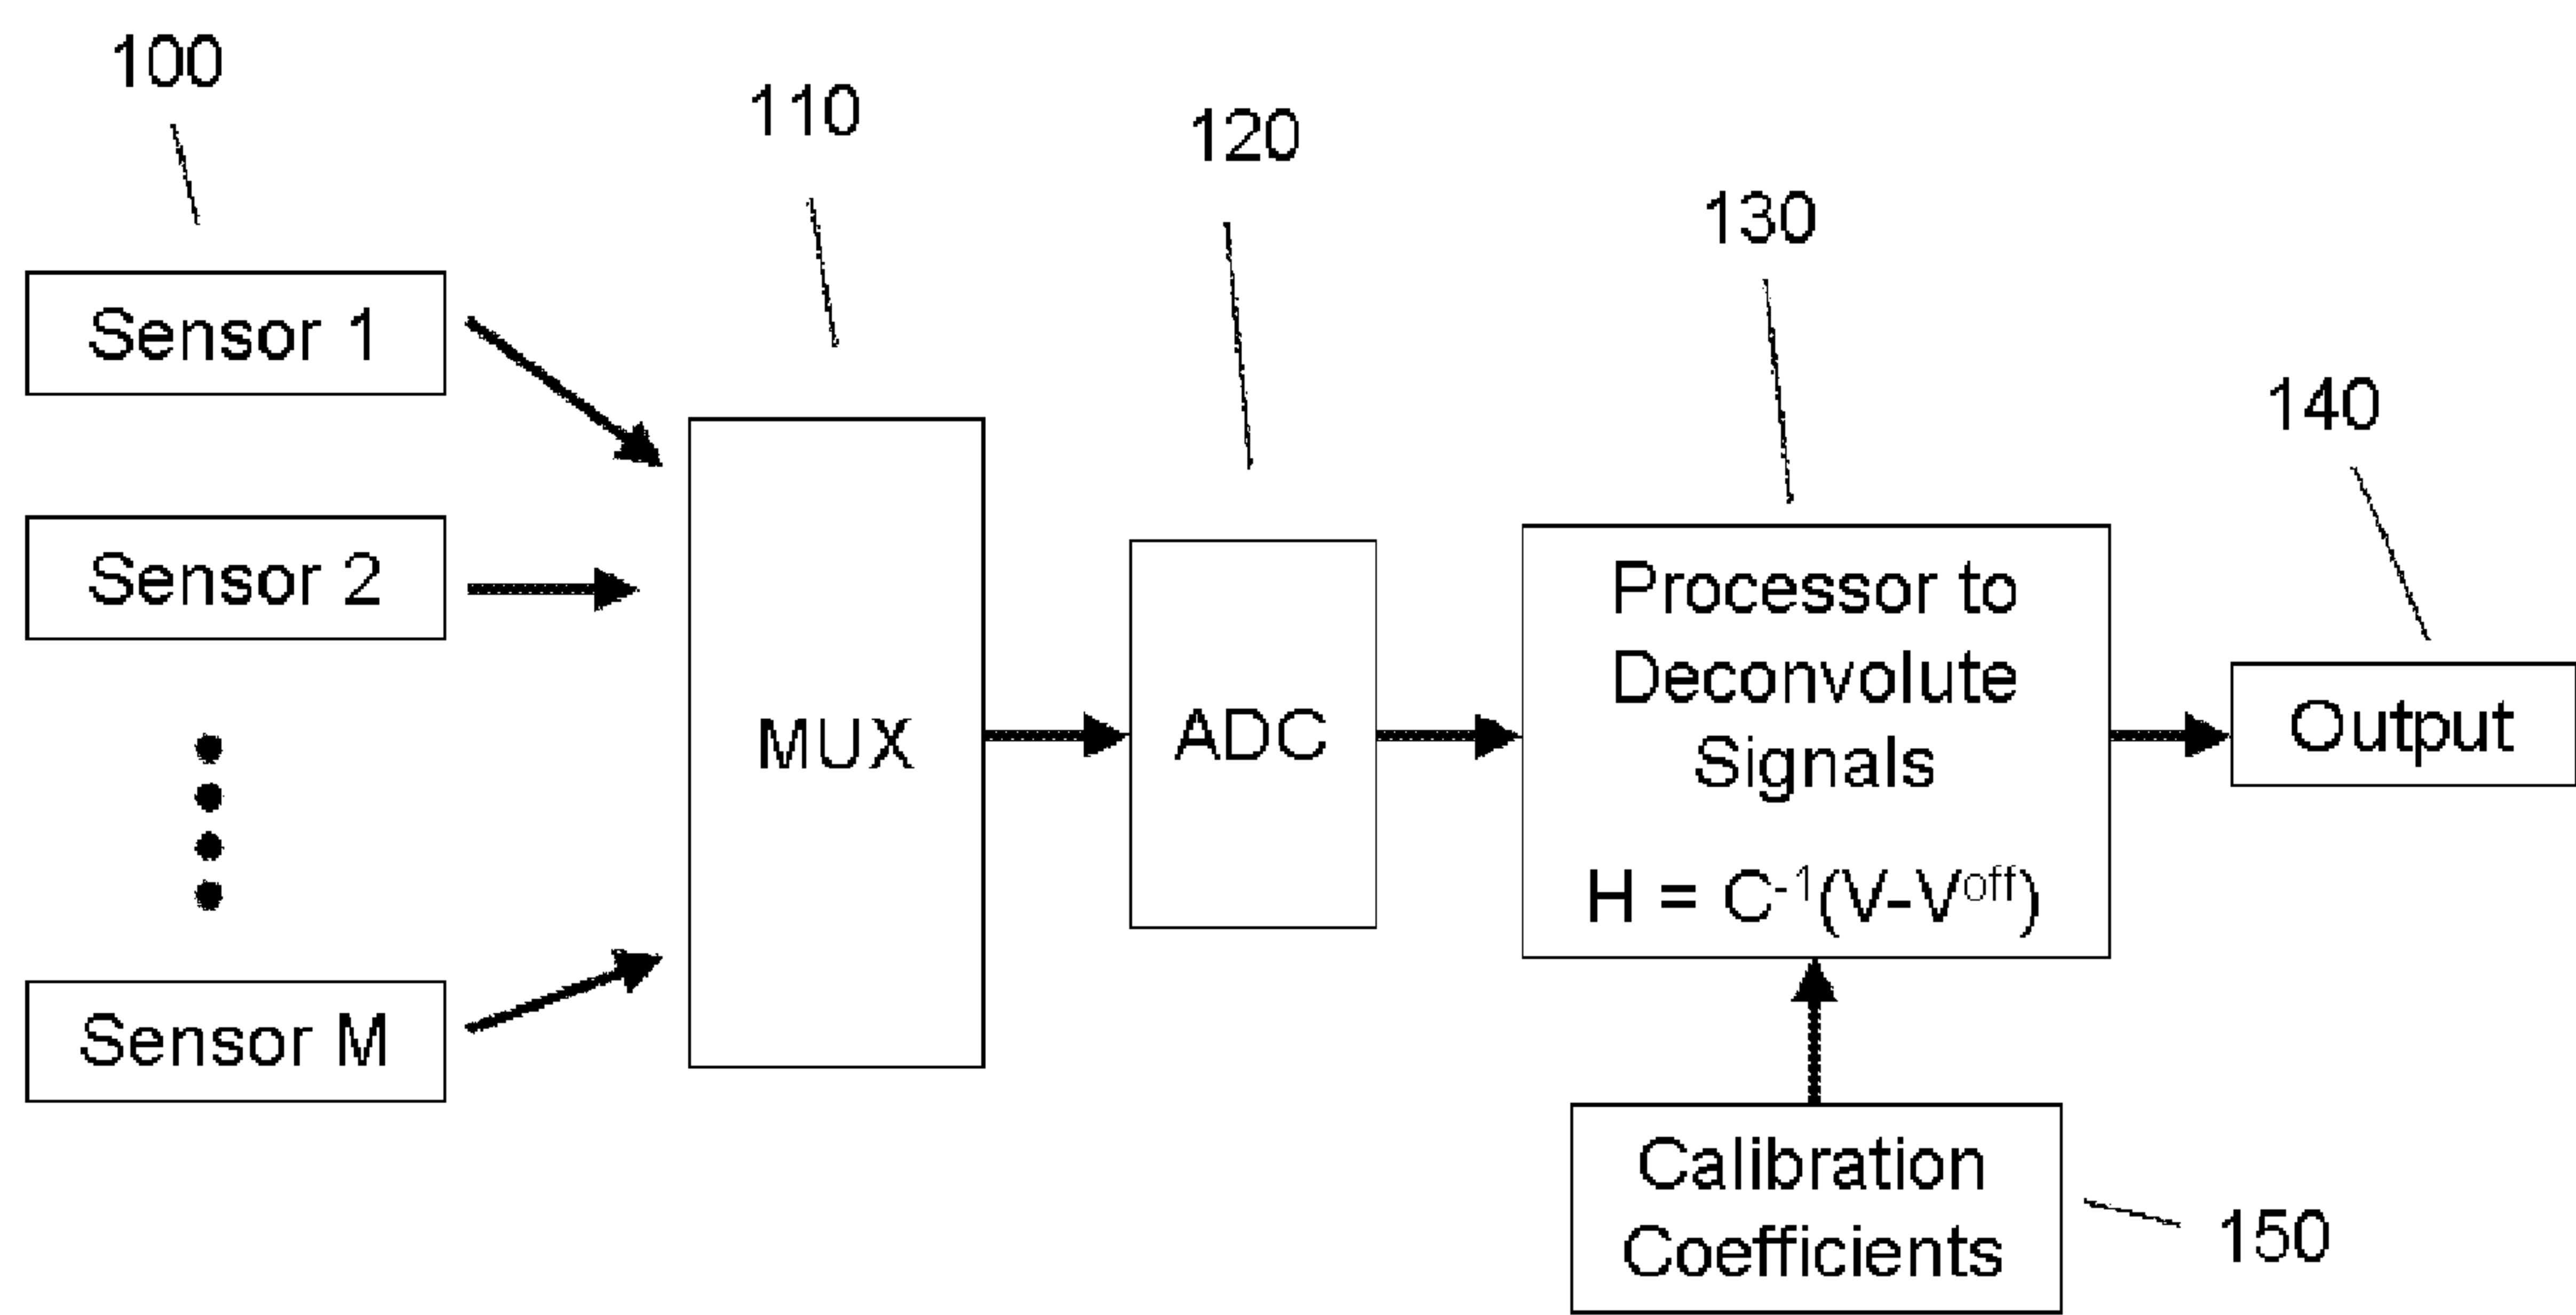 100
110
120
130
140
Sensor 1
Sensor 2
Sensor M
MUX
ADC
Processor to
Deconvolute
Signals
H = C⁻¹(V-Vᵒᶠᶠ)
Output
Calibration
Coefficients
150